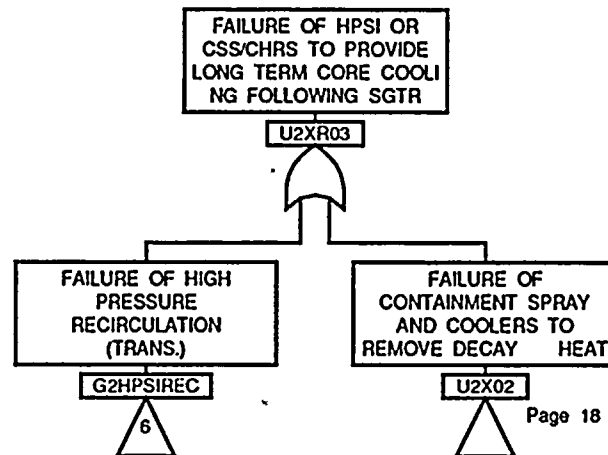 FAILURE OF HPSI OR
CSS/CHRS TO PROVIDE
LONG TERM CORE COOLI
NG FOLLOWING SGTR
U2XR03
FAILURE OF HIGH
PRESSURE
RECIRCULATION
(TRANS.)
G2HPSIREC
6
FAILURE OF
CONTAINMENT SPRAY
AND COOLERS TO
REMOVE DECAY HEAT
U2X02
Page 18